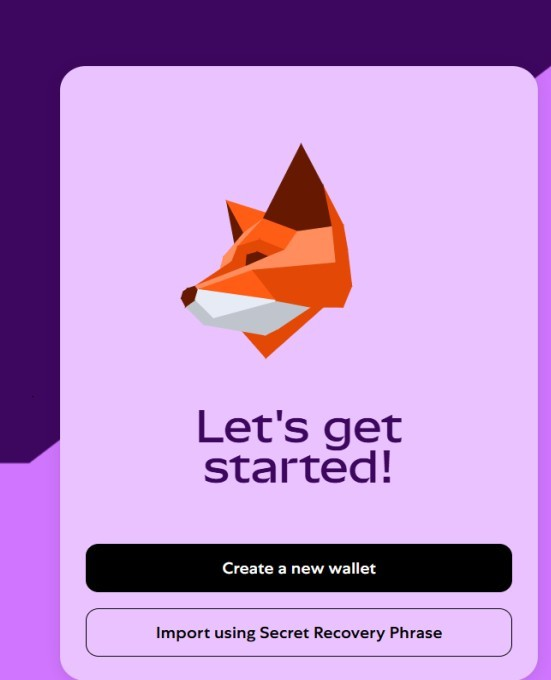 Let's get
started!
Create a new wallet
Import using Secret Recovery Phrase